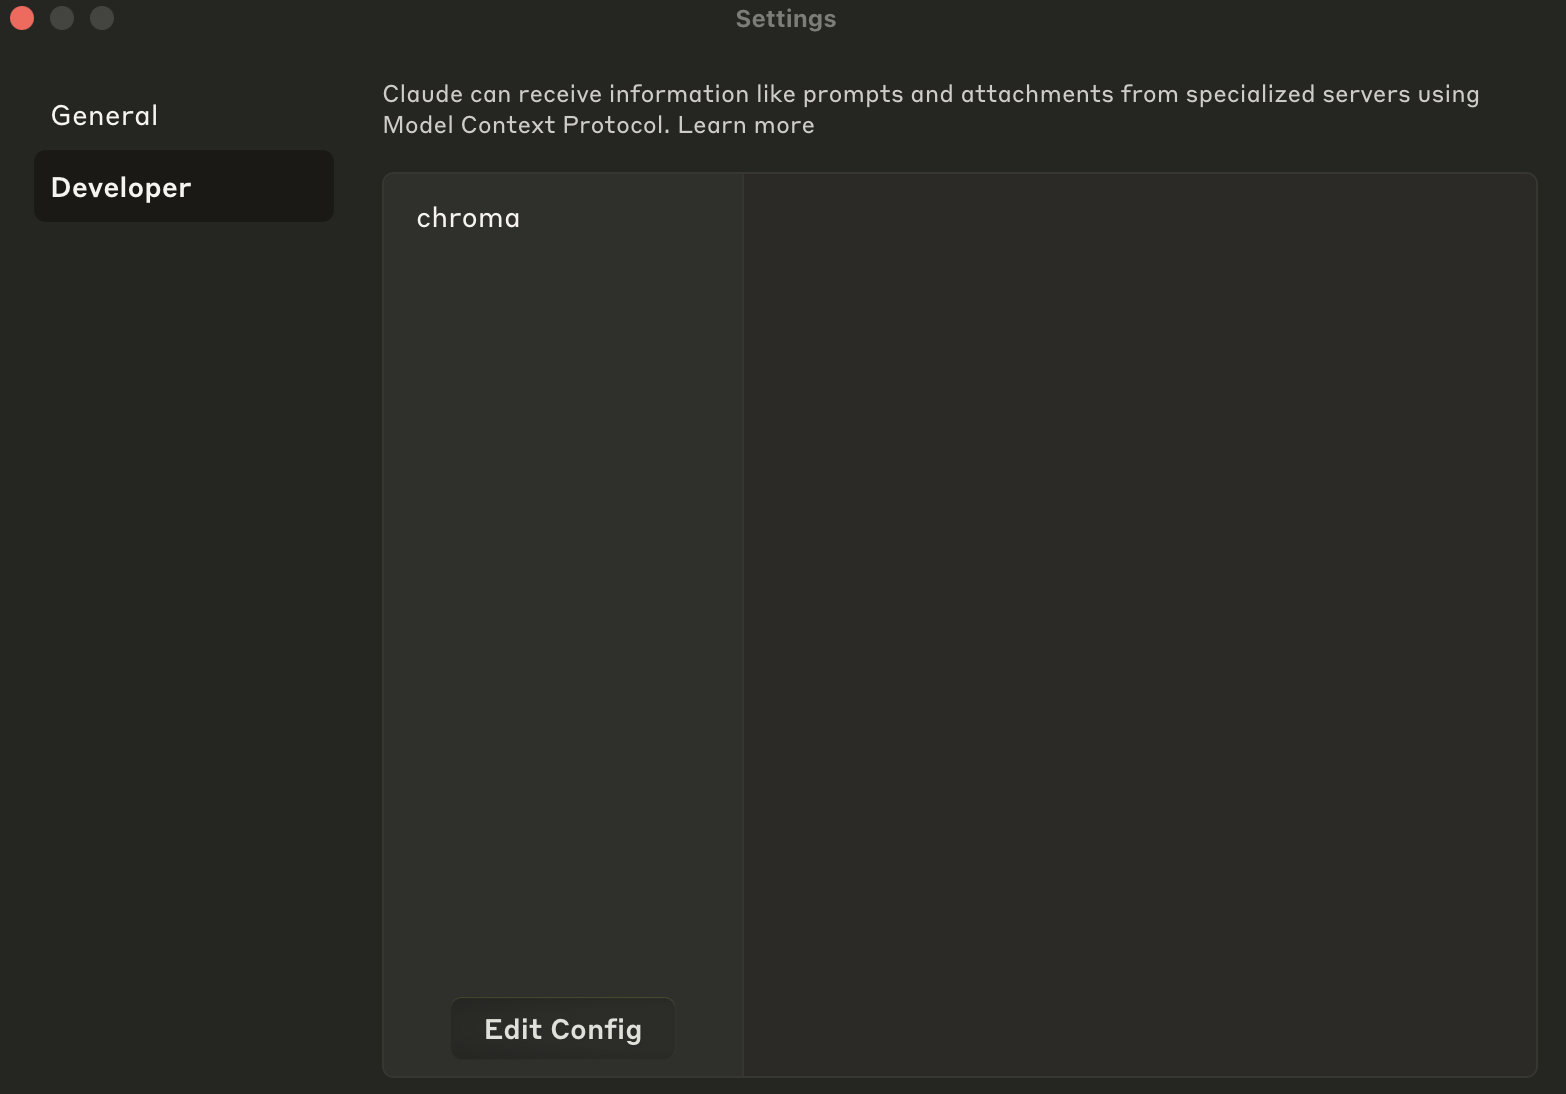 Settings
General
Developer
Claude can receive information like prompts and attachments from specialized servers using
Model Context Protocol. Learn more
chroma
Edit Config